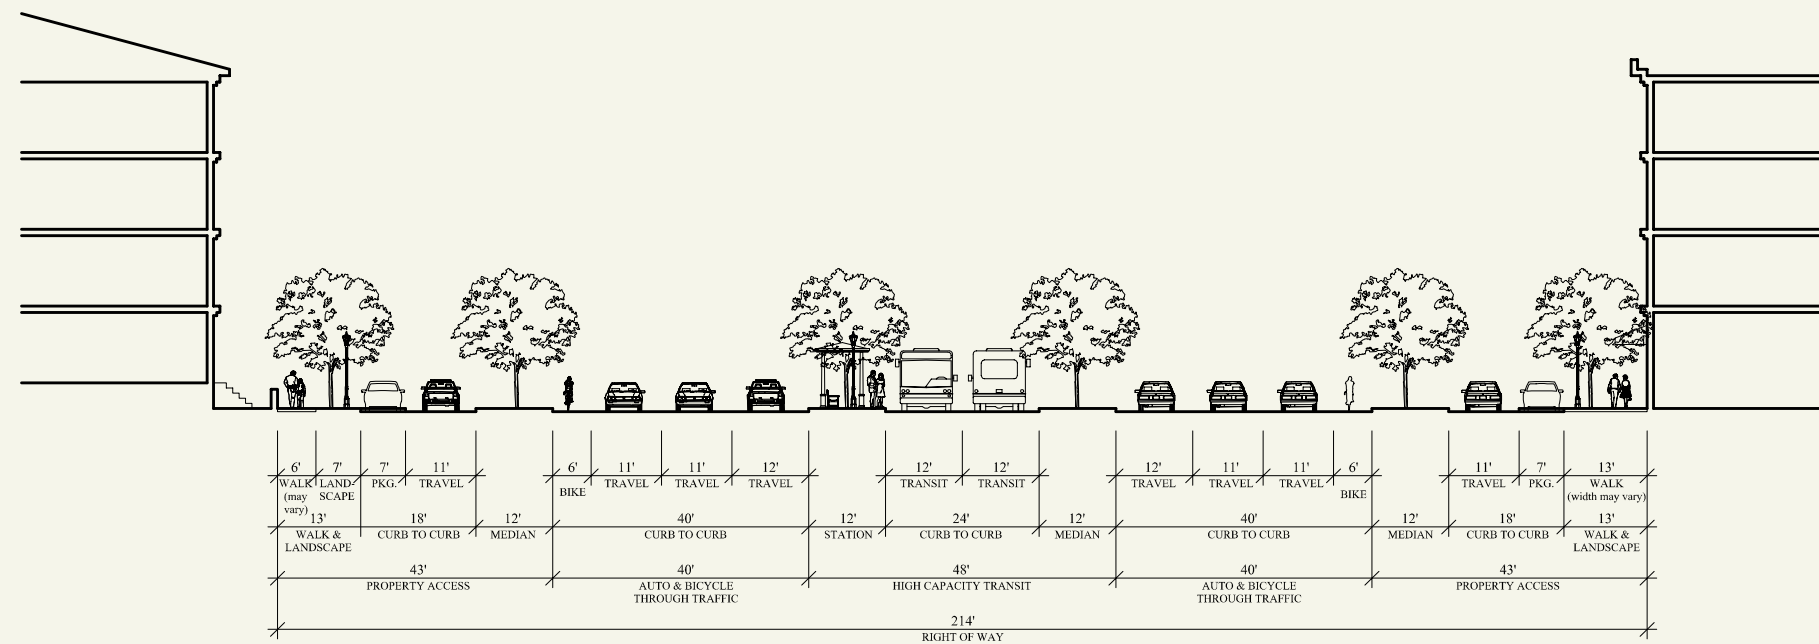 6' 7' 7' 11' 6' 11' 11' 12' 12' 12' 12' 11' 11' 6' 11' 7' 13'
WALK LAND- PKG. TRAVEL BIKE TRAVEL TRAVEL TRAVEL TRANSIT TRANSIT TRAVEL TRAVEL TRAVEL BIKE TRAVEL PKG. WALK
(may SCAPE (width may vary)
vary)
13' 18' 12' 40' 12' 24' 12' 40' 12' 18' 13'
WALK & CURB TO CURB MEDIAN CURB TO CURB STATION CURB TO CURB MEDIAN CURB TO CURB MEDIAN CURB TO CURB WALK &
LANDSCAPE LANDSCAPE
43' 40' 48' 40' 43'
PROPERTY ACCESS AUTO & BICYCLE HIGH CAPACITY TRANSIT AUTO & BICYCLE PROPERTY ACCESS
THROUGH TRAFFIC THROUGH TRAFFIC
214'
RIGHT OF WAY